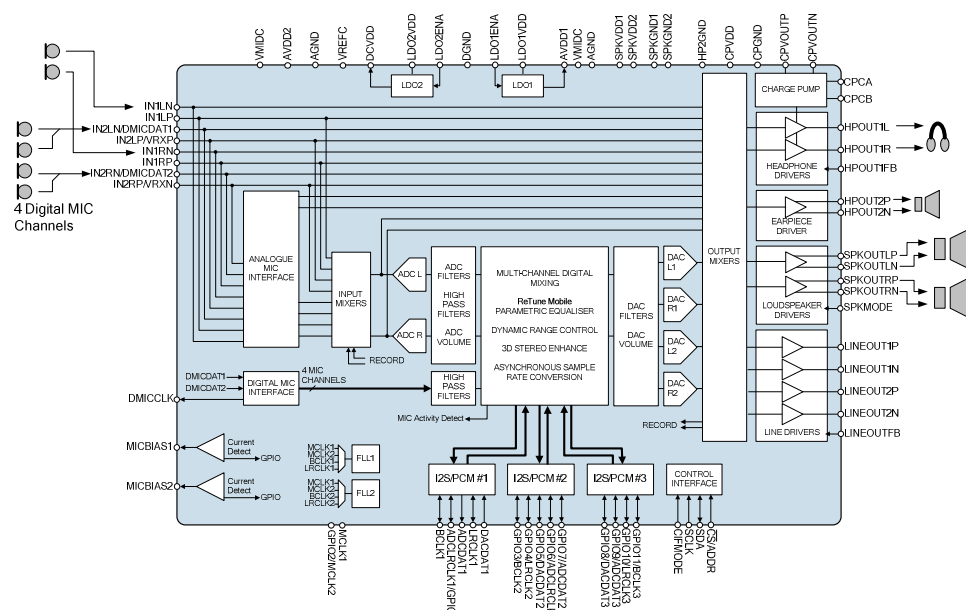 VMIDC
AVDD2
AGND
VREFC
DCVDD
LDO2VDD
LDO2ENA
DGND
LDO1ENA
LDO1VDD
AVDD1
VMIDC
AGND
SPKVDD1
SPKVDD2
SPKGND1
SPKGND2
HP2GND
CPVDD
CPGND
CPVOUTP
CPVOUTN
LDO2
LDO1
CHARGE PUMP
CPCA
CPCB
IN1LN
IN1LP
IN2LN/DMICDAT1
IN2LP/VRXP
IN1RN
IN1RP
IN2RN/DMICDAT2
IN2RP/VRXN
4 Digital MIC
Channels
HPOUT1L
HPOUT1R
HPOUT1FB
HEADPHONE
DRIVERS
HPOUT2P
HPOUT2N
EARPIECE
DRIVER
SPKOUTLP
SPKOUTLN
SPKOUTRP
SPKOUTRN
SPKMODE
LOUDSPEAKER
DRIVERS
LINEOUT1P
LINEOUT1N
LINEOUT2P
LINEOUT2N
LINEOUTFB
LINE DRIVERS
ANALOGUE
MIC
INTERFACE
INPUT
MIXERS
RECORD
ADC L
ADC R
ADC
FILTERS
HIGH
PASS
FILTERS
ADC
VOLUME
MULTI-CHANNEL DIGITAL
MIXING
ReTune Mobile
PARAMETRIC EQUALISER
DYNAMIC RANGE CONTROL
3D STEREO ENHANCE
ASYNCHRONOUS SAMPLE
RATE CONVERSION
DAC
FILTERS
DAC
VOLUME
DAC
L1
DAC
R1
DAC
L2
DAC
R2
OUTPUT
MIXERS
RECORD
DMICDAT1
DMICDAT2
DMICCLK
DIGITAL MIC
INTERFACE
4 MIC
CHANNELS
HIGH
PASS
FILTERS
MIC Activity Detect
MICBIAS1
Current
Detect
GPIO
MICBIAS2
Current
Detect
GPIO
MCLK1
MCLK2
BCLK1
LRCLK1
FLL1
MCLK1
MCLK2
BCLK2
LRCLK2
FLL2
I2S/PCM #1
I2S/PCM #2
I2S/PCM #3
CONTROL
INTERFACE
GPIO2/MCLK2
MCLK1
BCLK1
ADCLRCLK1/GPIO
ADCDAT1
LRCLK1
DACDAT1
GPIO3/BCLK2
GPIO4/LRCLK2
GPIO5/DACDAT2
GPIO6/ADCLRCLK
GPIO7/ADCDAT2
GPIO8/DACDAT3
GPIO9/ADCDAT3
GPIO10/LRCLK3
GPIO11/BCLK3
CIFMODE
SCLK
SDA
CS/ADDR